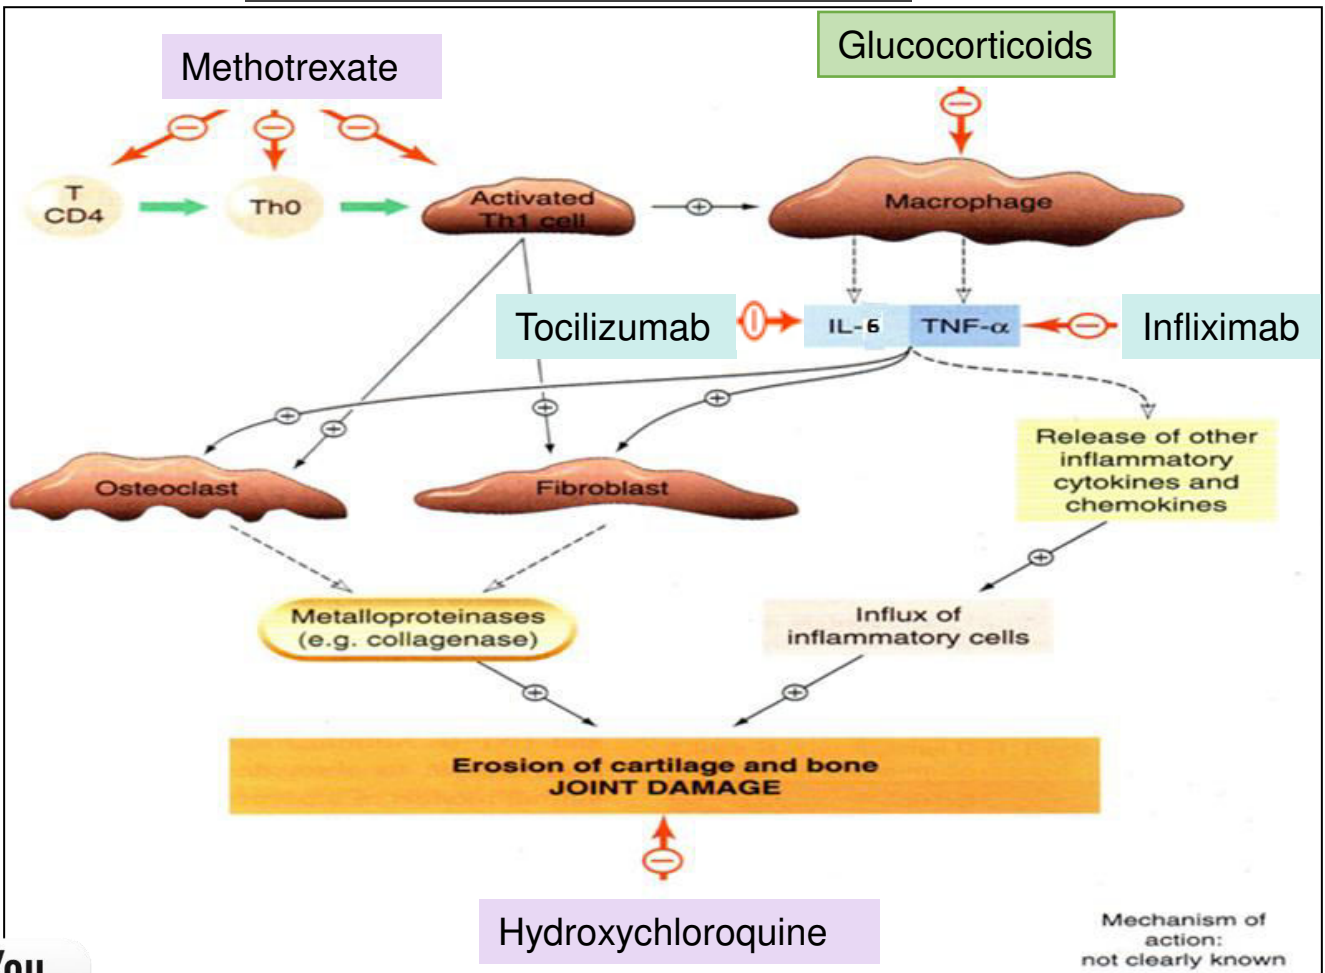 Methotrexate
Glucocorticoids
T
CD4
Th0
Activated
Th1 cell
Macrophage
Tocilizumab
IL-6
TNF-α
Infliximab
Osteoclast
Fibroblast
Release of other
inflammatory
cytokines and
chemokines
Metalloproteinases
(e.g. collagenase)
Influx of
inflammatory cells
Erosion of cartilage and bone
JOINT DAMAGE
Hydroxychloroquine
Mechanism of
action:
not clearly known
You